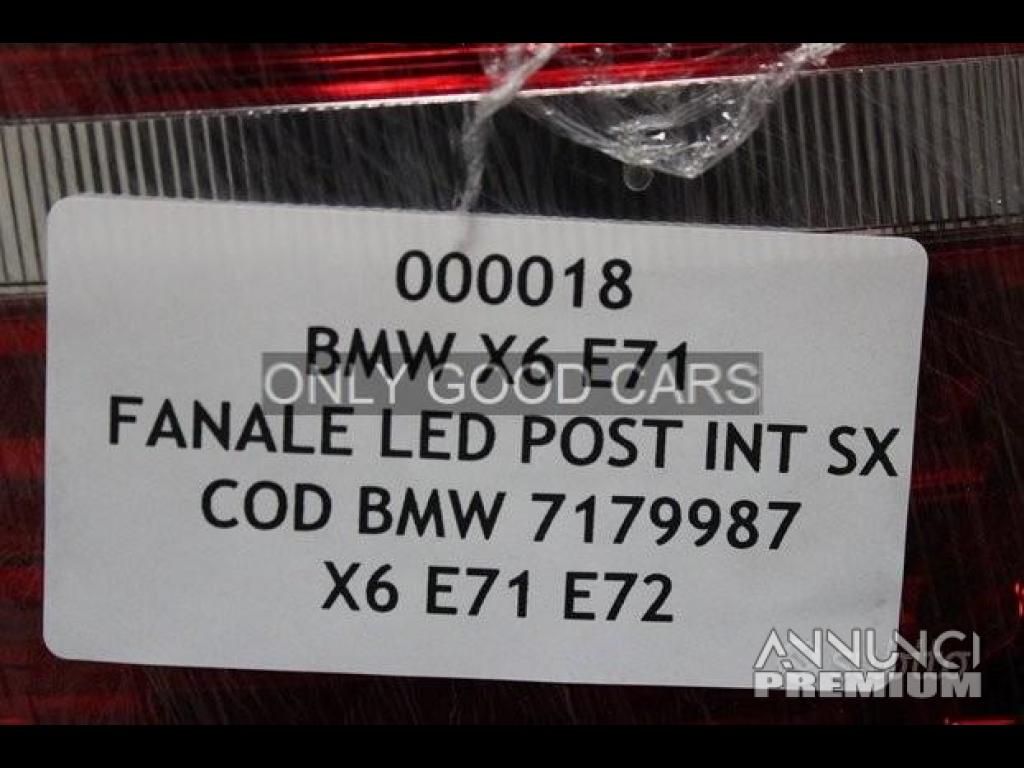 000018
BMW X6 E71
ONLY GOOD CARS
FANALE LED POST INT SX
COD BMW 7179987
X6 E71 E72
ANNUNCI
PREMIUM